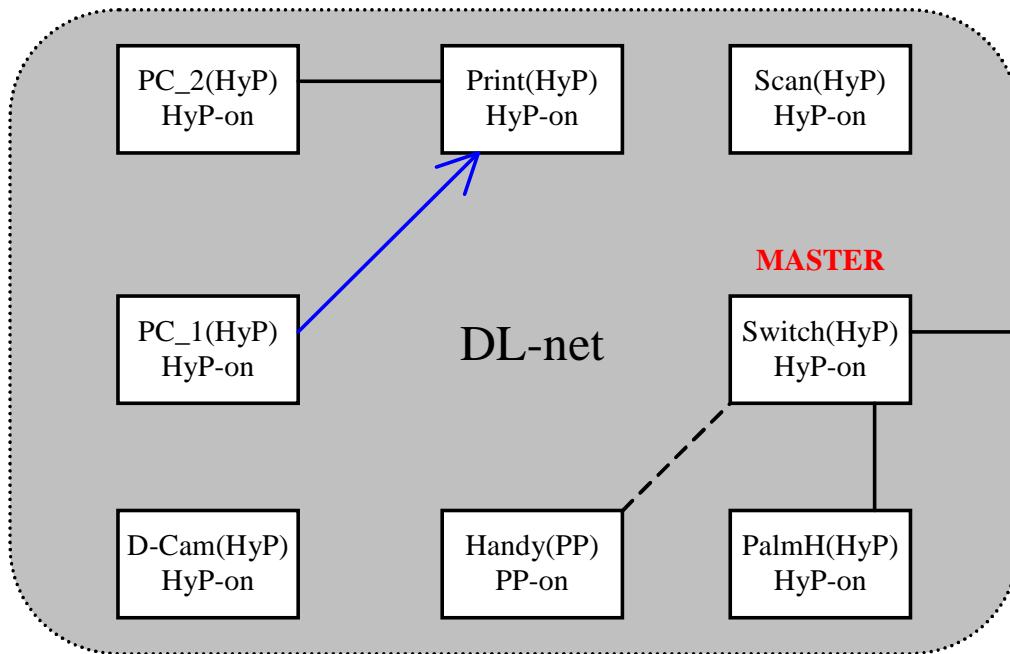 PC_2(HyP)
HyP-on
Print(HyP)
HyP-on
Scan(HyP)
HyP-on
MASTER
PC_1(HyP)
HyP-on
DL-net
Switch(HyP)
HyP-on
D-Cam(HyP)
HyP-on
Handy(PP)
PP-on
PalmH(HyP)
HyP-on